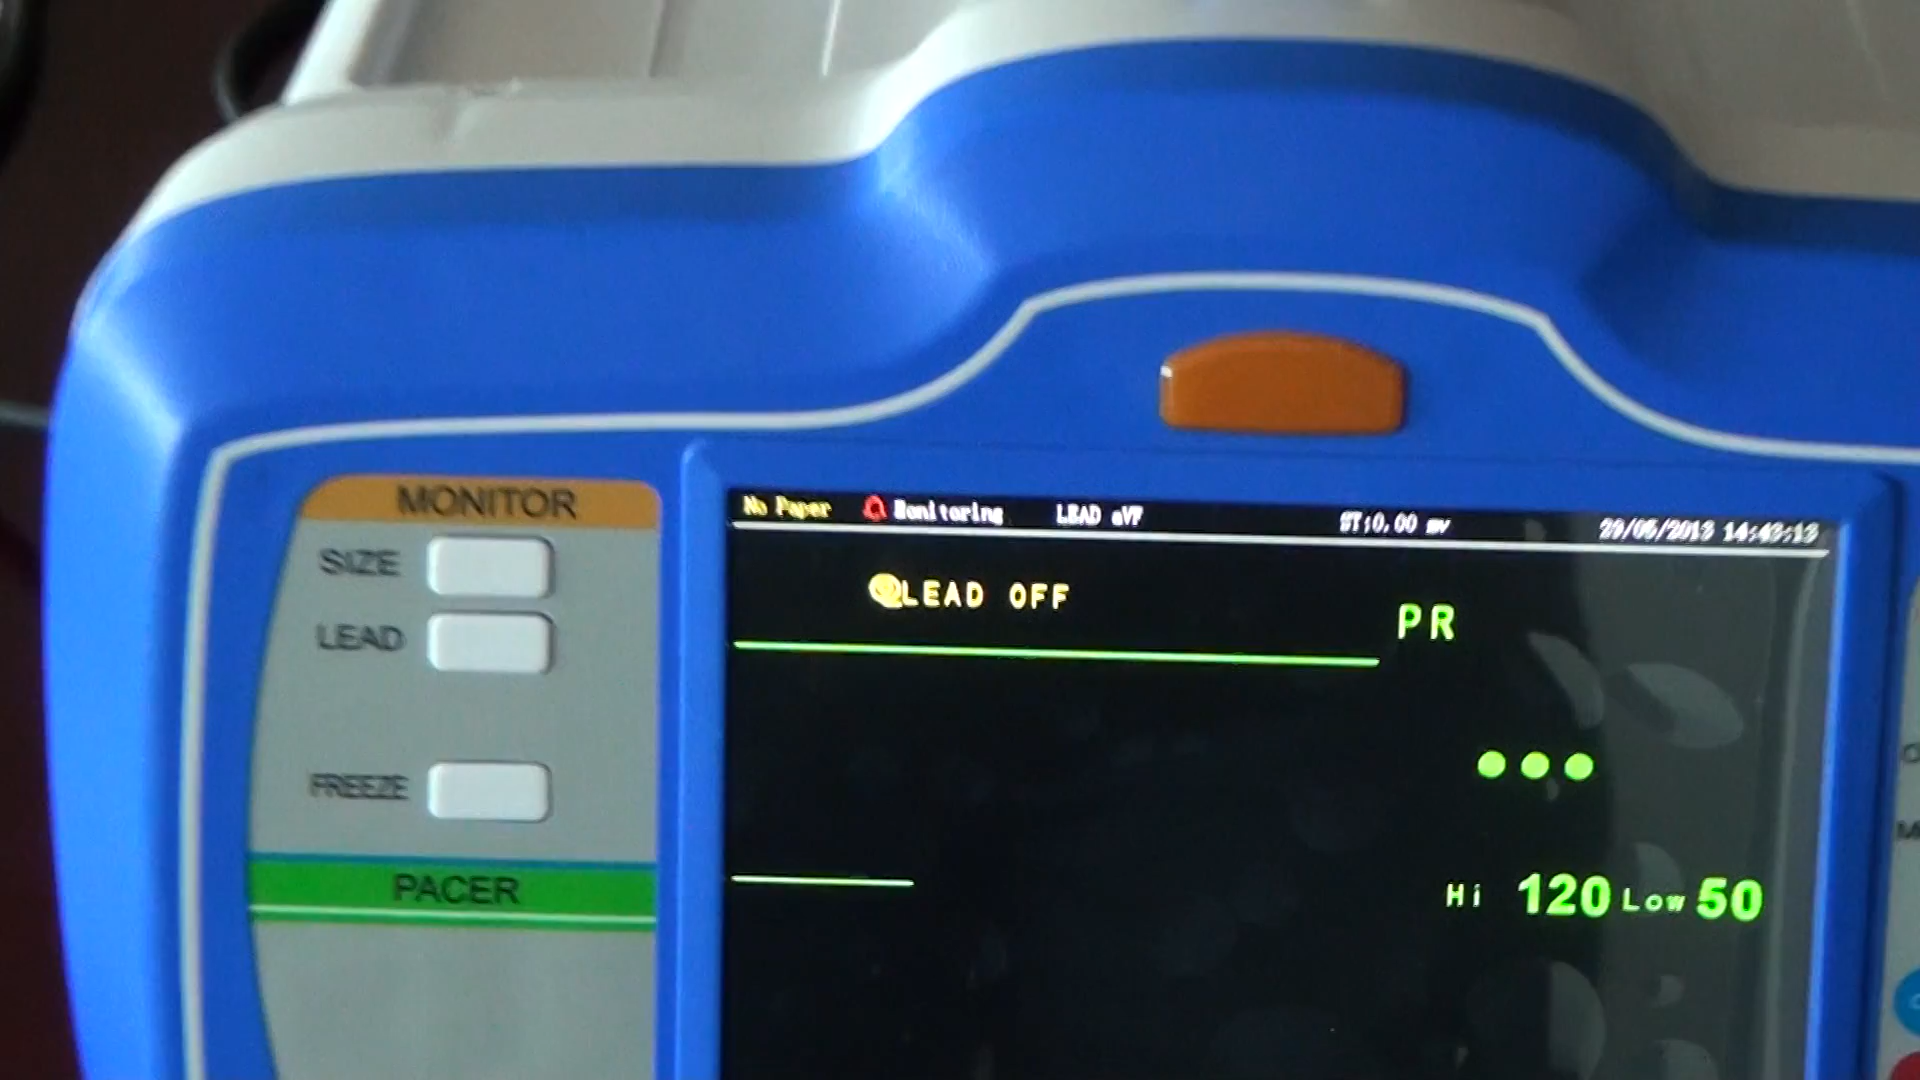 MONITOR
SIZE
LEAD
FREEZE
PACER
No Paper Monitoring LEAD aVF ST:0.00 mv 29/05/2013 14:43:13
LEAD OFF
PR
Hi 120 Low 50